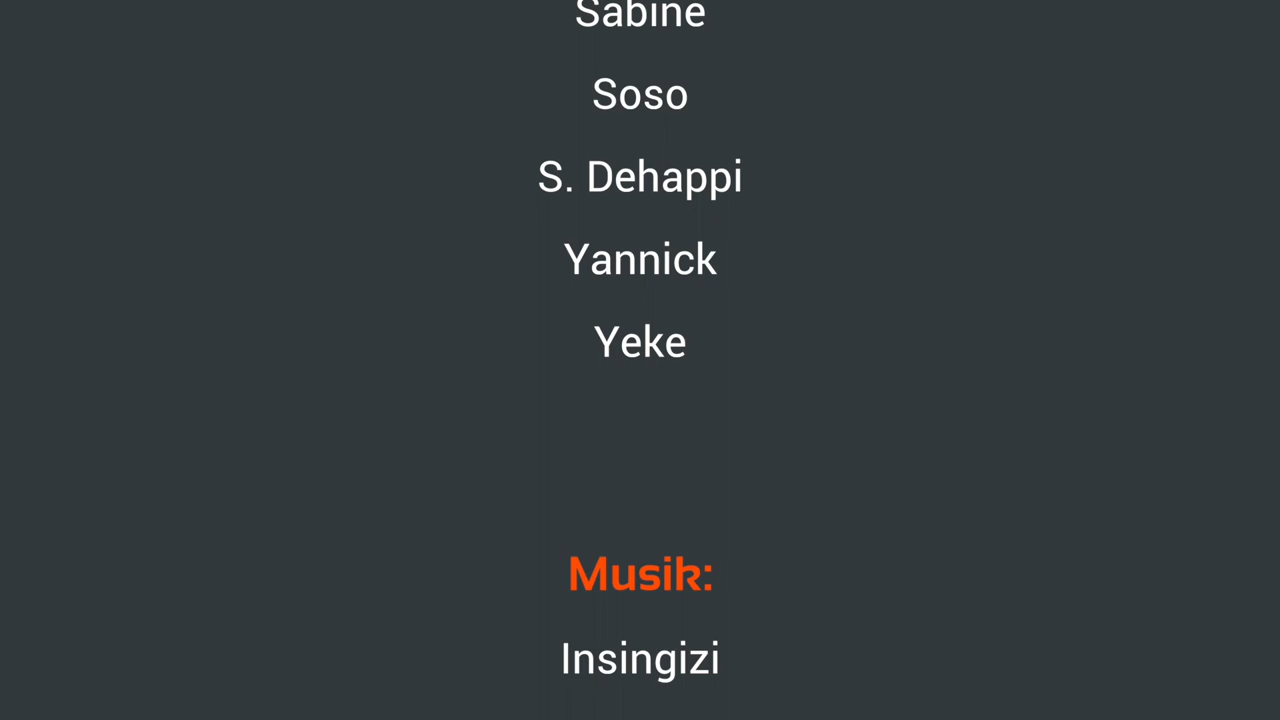 Sabine
Soso
S. Dehappi
Yannick
Yeke
Musik:
Insingizi